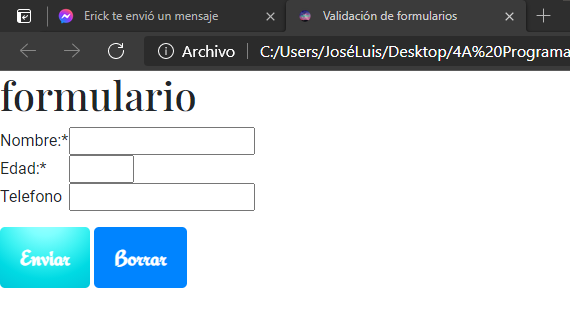 Erick te envió un mensaje
Validación de formularios
Archivo
C:/Users/JoséLuis/Desktop/4A%20Programa
formulario
Nombre:*
Edad:*
Telefono
Enviar
Borrar